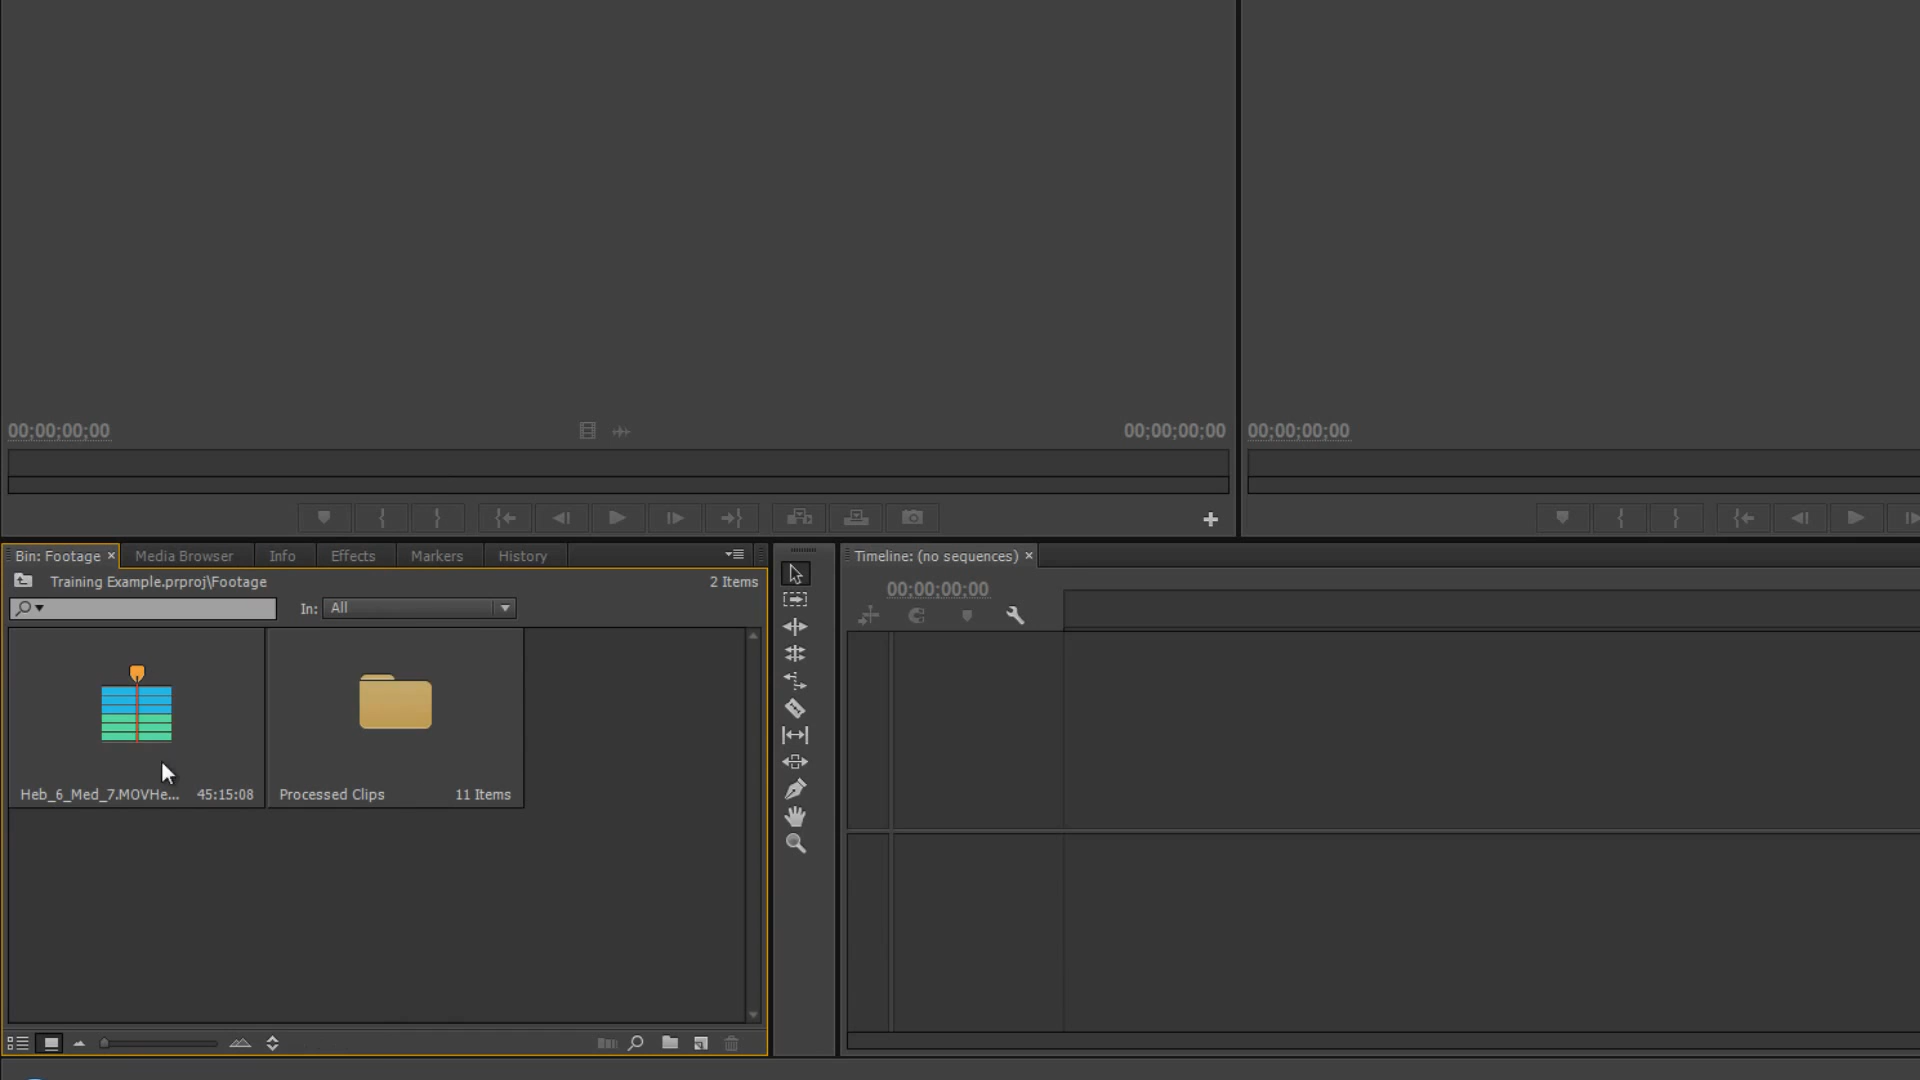 00;00;00;00
00;00;00;00
00;00;00;00
Bin: Footage
Media Browser
Info
Effects
Markers
History
Training Example.prproj\Footage
2 Items
In: All
Heb_6_Med_7.MOVHe...
45:15:08
Processed Clips
11 Items
Timeline: (no sequences)
00;00;00;00